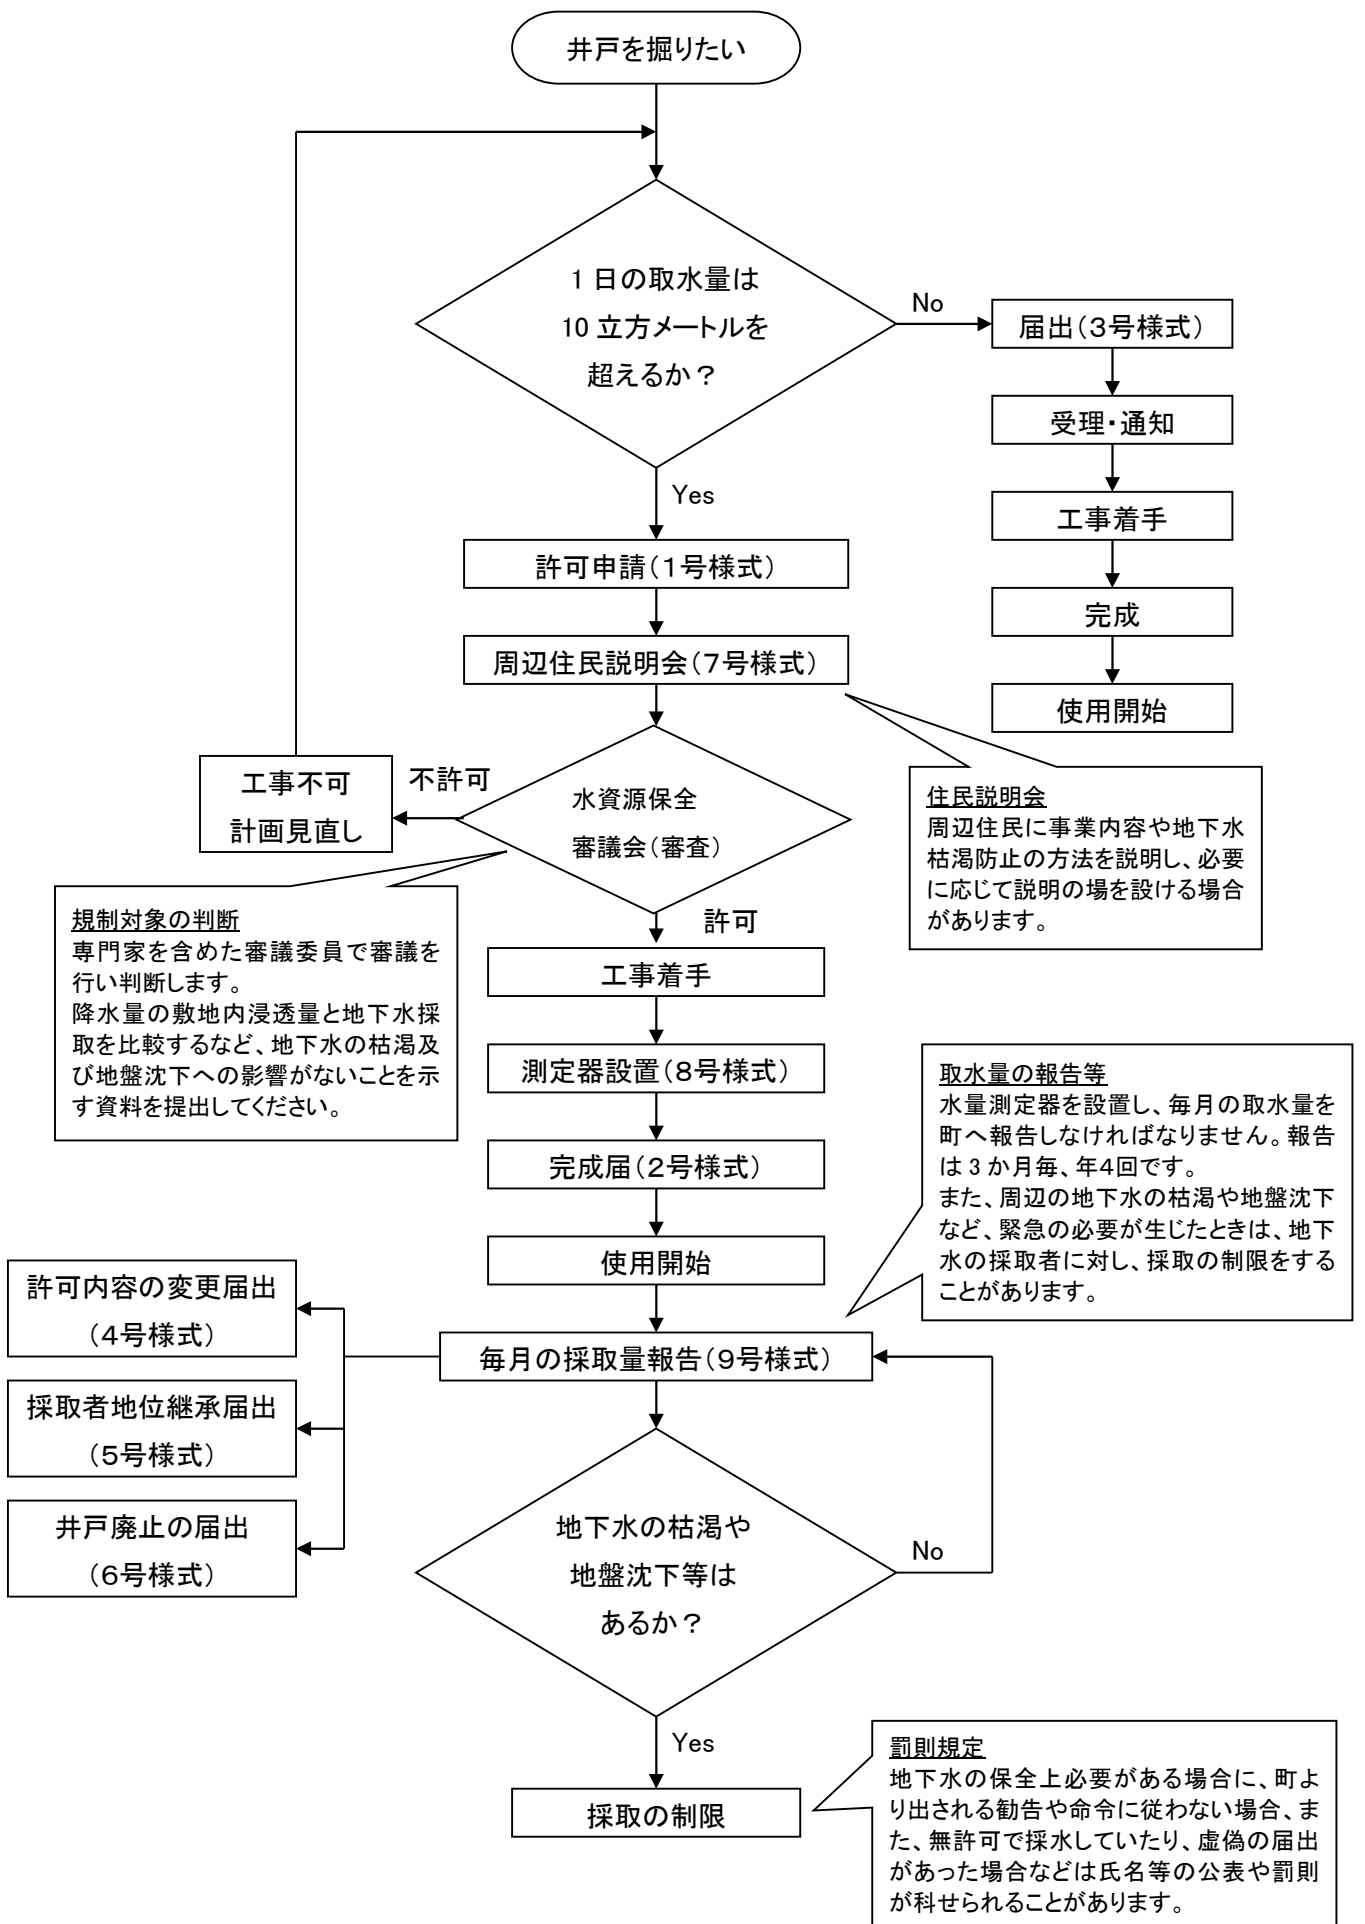 井戸を掘りたい
1 日の取水量は
10 立方メートルを
超えるか？
No
届出（３号様式）
受理・通知
工事着手
完成
使用開始
Yes
許可申請（１号様式）
周辺住民説明会（７号様式）
住民説明会
周辺住民に事業内容や地下水
枯渇防止の方法を説明し、必要
に応じて説明の場を設ける場合
があります。
水資源保全
審議会（審査）
不許可
工事不可
計画見直し
規制対象の判断
専門家を含めた審議委員で審議を
行い判断します。
降水量の敷地内浸透量と地下水採
取を比較するなど、地下水の枯渇及
び地盤沈下への影響がないことを示
す資料を提出してください。
許可
工事着手
測定器設置（８号様式）
完成届（２号様式）
使用開始
取水量の報告等
水量測定器を設置し、毎月の取水量を
町へ報告しなければなりません。報告
は 3 か月毎、年４回です。
また、周辺の地下水の枯渇や地盤沈下
など、緊急の必要が生じたときは、地下
水の採取者に対し、採取の制限をする
ことがあります。
毎月の採取量報告（９号様式）
許可内容の変更届出
（４号様式）
採取者地位継承届出
（５号様式）
井戸廃止の届出
（６号様式）
地下水の枯渇や
地盤沈下等は
あるか？
No
Yes
採取の制限
罰則規定
地下水の保全上必要がある場合に、町よ
り出される勧告や命令に従わない場合、ま
た、無許可で採水していたり、虚偽の届出
があった場合などは氏名等の公表や罰則
が科せられることがあります。